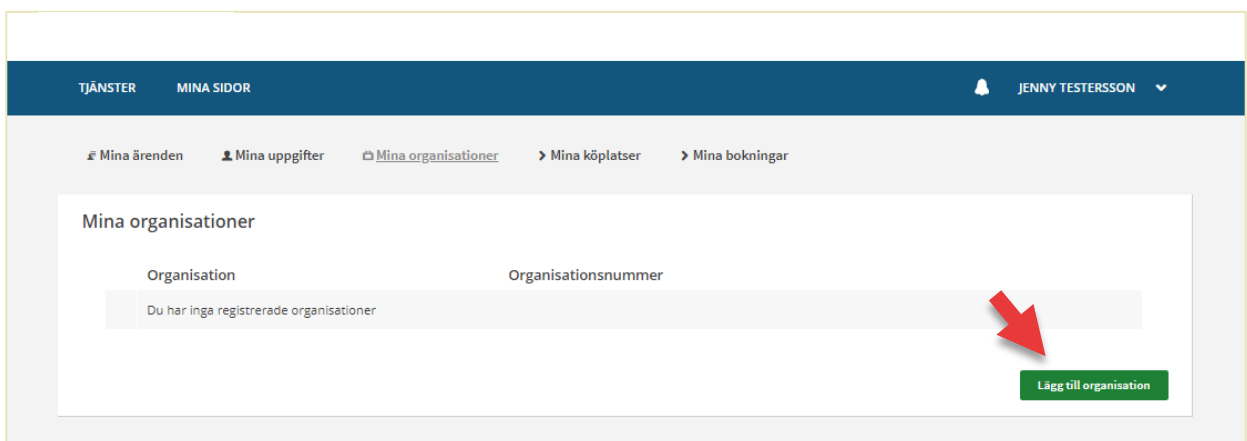 TJÄNSTER MINA SIDOR JENNY TESTERSSON
Mina ärenden Mina uppgifter Mina organisationer Mina köplatser Mina bokningar
Mina organisationer
Organisation Organisationsnummer
Du har inga registrerade organisationer
Lägg till organisation